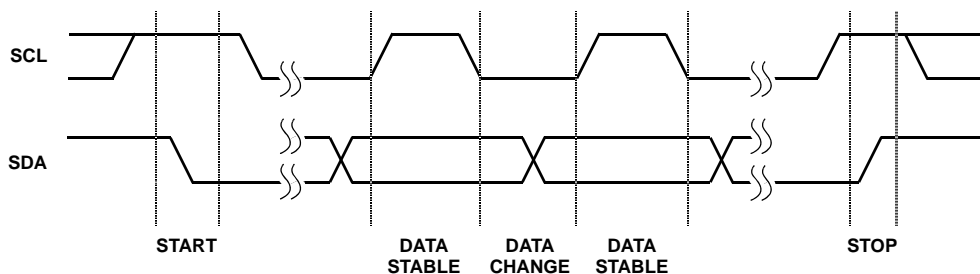 SCL
SDA
START
DATA
STABLE
DATA
CHANGE
DATA
STABLE
STOP